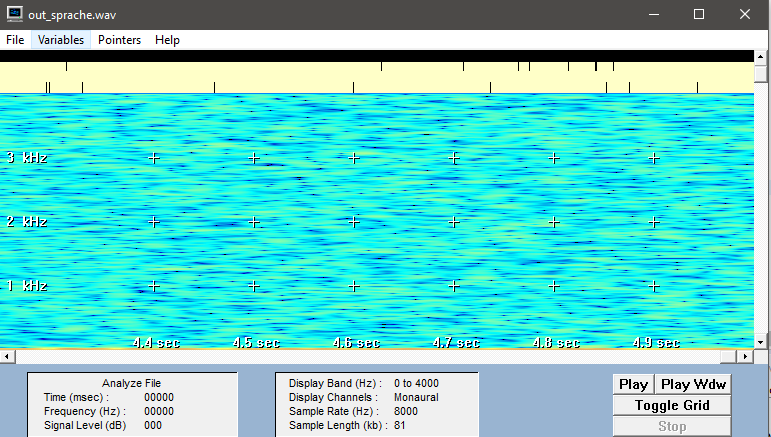 out_sprache.wav
File Variables Pointers Help
3 kHz
2 kHz
1 kHz
4.4 sec 4.5 sec 4.6 sec 4.7 sec 4.8 sec 4.9 sec
Analyze File
Time (msec) : 00000
Frequency (Hz) : 00000
Signal Level (dB) 000
Display Band (Hz) : 0 to 4000
Display Channels : Monaural
Sample Rate (Hz) : 8000
Sample Length (kb) : 81
Play Play Wdw
Toggle Grid
Stop